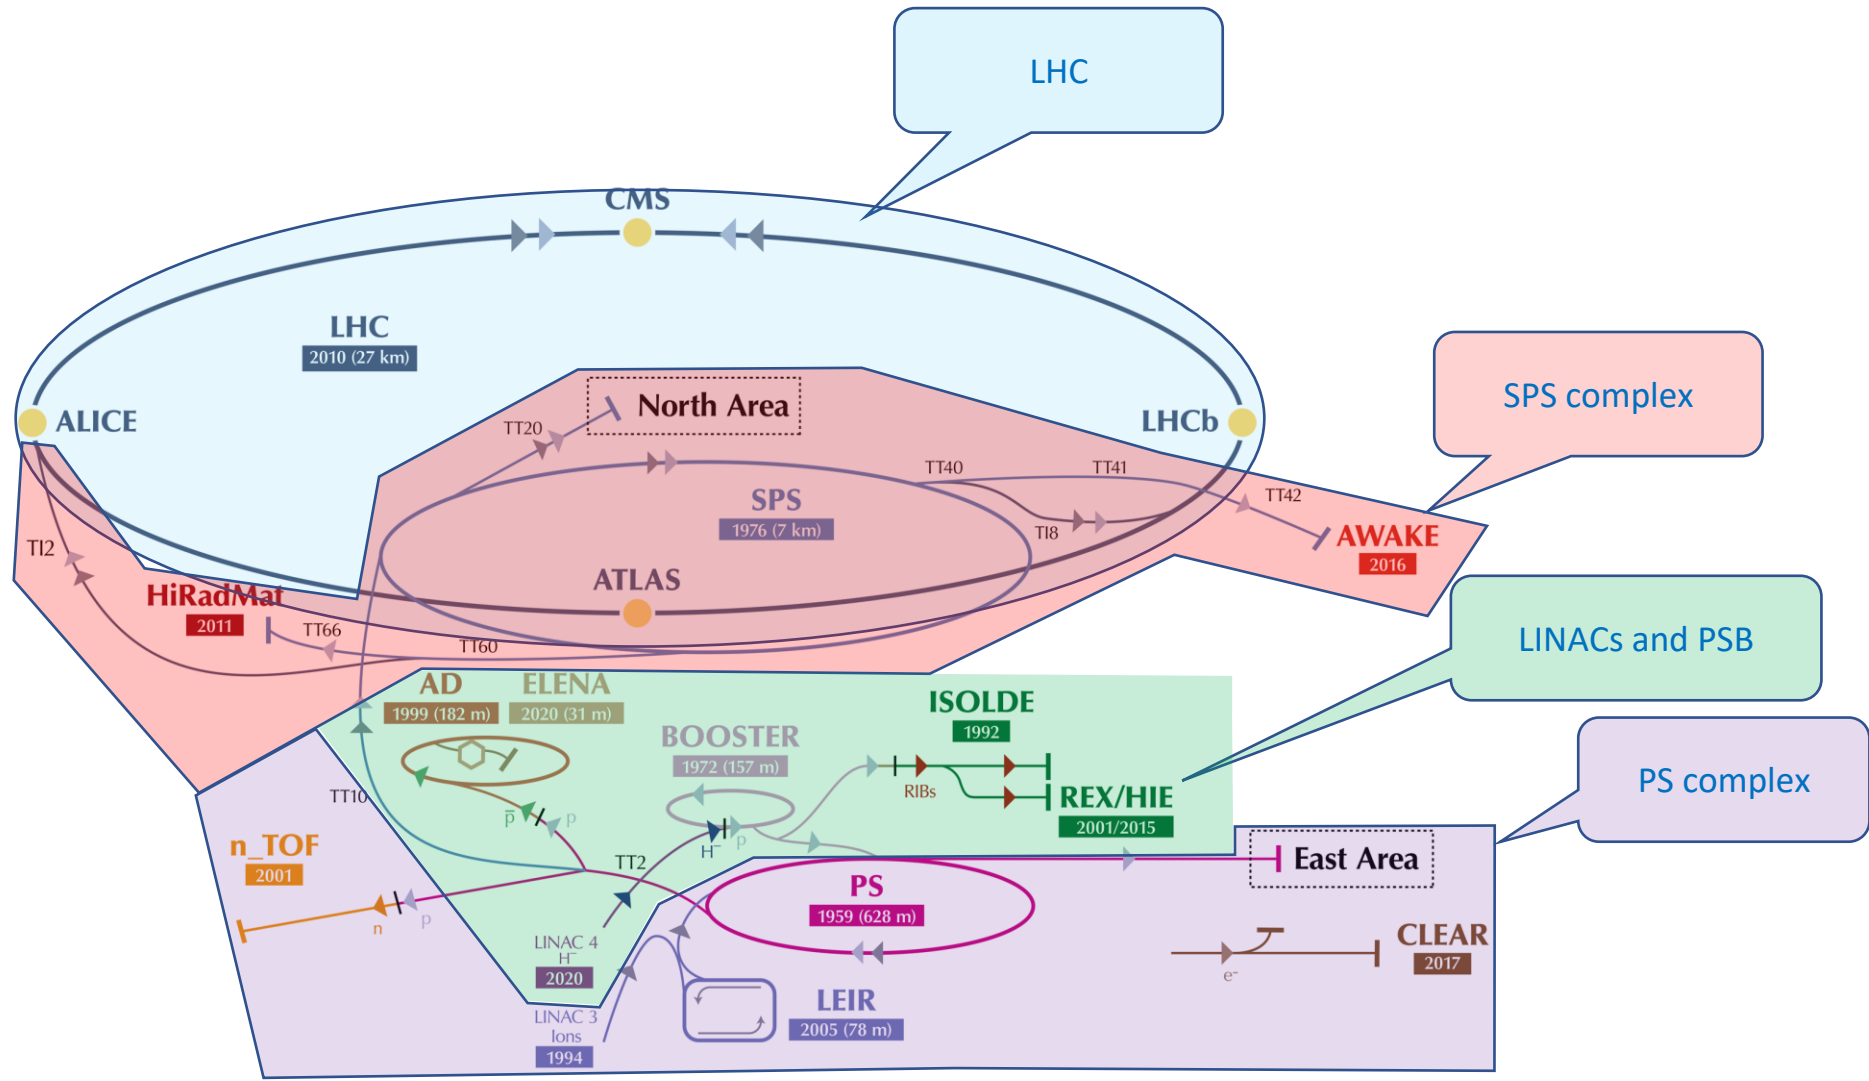 LHC
CMS
LHC
2010 (27 km)
SPS complex
North Area
ALICE
LHCb
TT20
TT40
TT41
TT42
SPS
1976 (7 km)
TI8
AWAKE
2016
TI2
ATLAS
HiRadMat
2011
TT66
TT60
LINACs and PSB
AD
1999 (182 m)
ELENA
2020 (31 m)
ISOLDE
1992
BOOSTER
1972 (157 m)
PS complex
RIBs
REX/HIE
2001/2015
TT10
p̅
p
n_TOF
2001
TT2
H⁻
p
East Area
PS
1959 (628 m)
n
p
LINAC 4
H⁻
2020
CLEAR
2017
e-
LEIR
2005 (78 m)
LINAC 3
Ions
1994